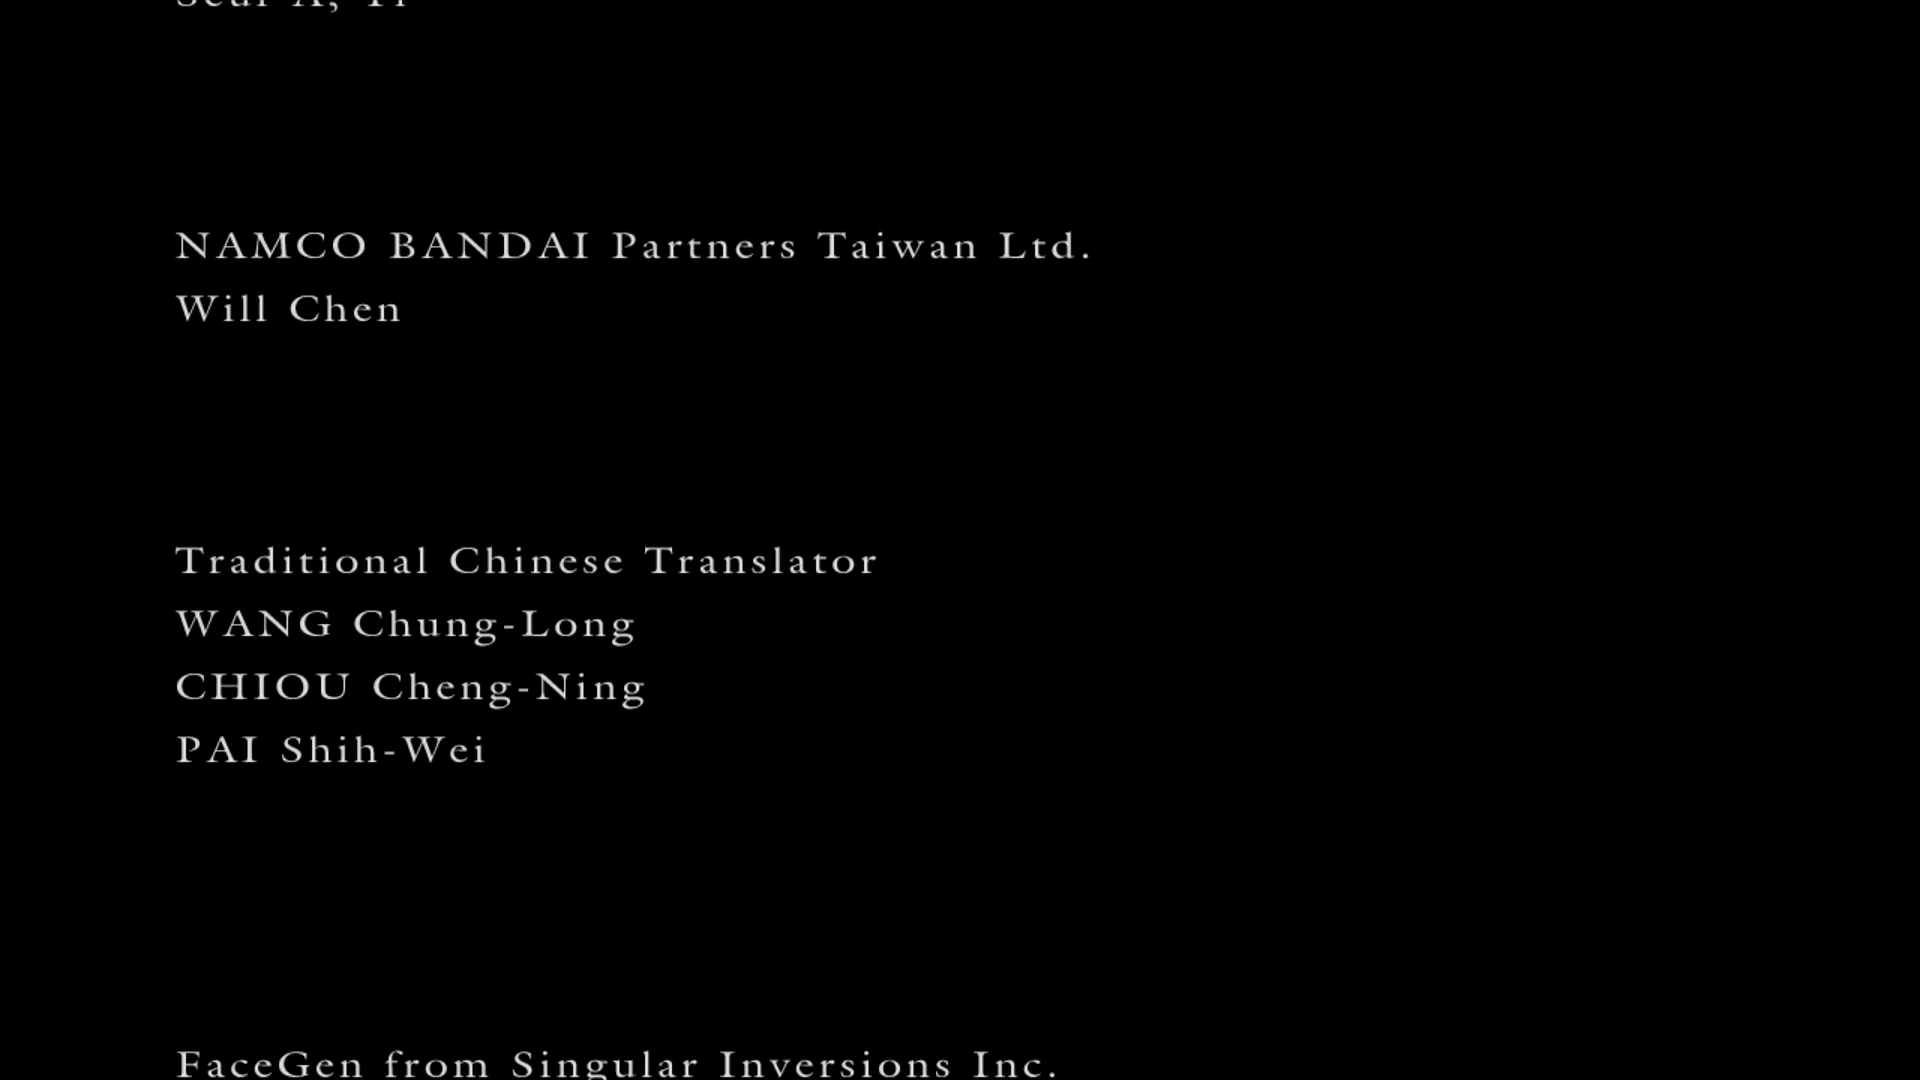 NAMCO BANDAI Partners Taiwan Ltd.
Will Chen
Traditional Chinese Translator
WANG Chung-Long
CHIOU Cheng-Ning
PAI Shih-Wei
FaceGen from Singular Inversions Inc.